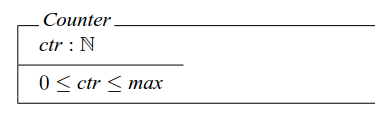 Counter
ctr : ℕ
0 ≤ ctr ≤ max